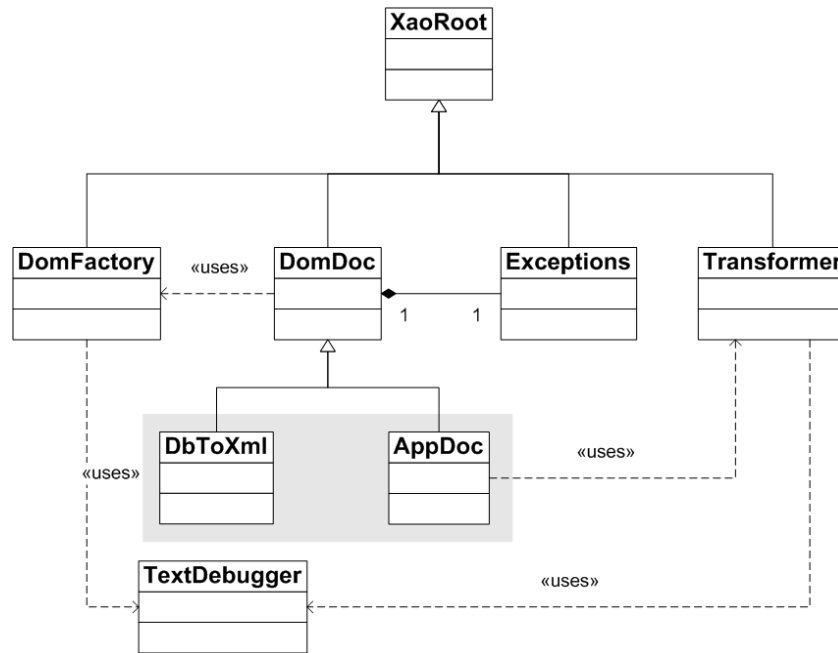 XaoRoot
DomFactory
«uses»
DomDoc
Exceptions
Transformer
1
1
DbToXml
AppDoc
«uses»
«uses»
TextDebugger
«uses»